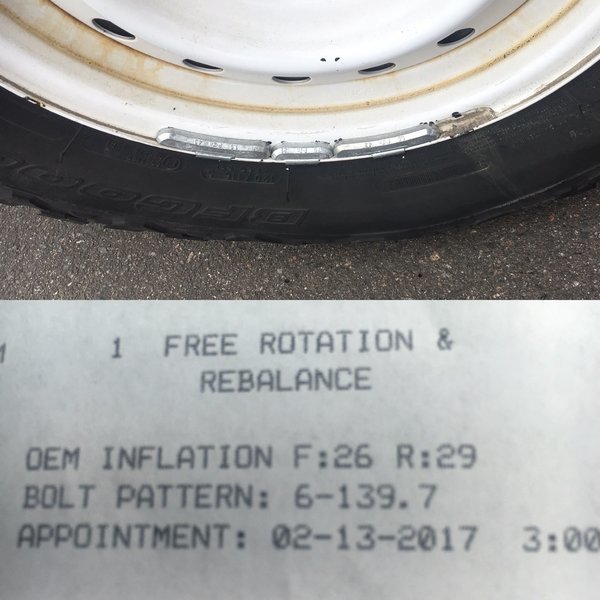 BFGoo
1 FREE ROTATION &
REBALANCE
OEM INFLATION F:26 R:29
BOLT PATTERN: 6-139.7
APPOINTMENT: 02-13-2017 3:00